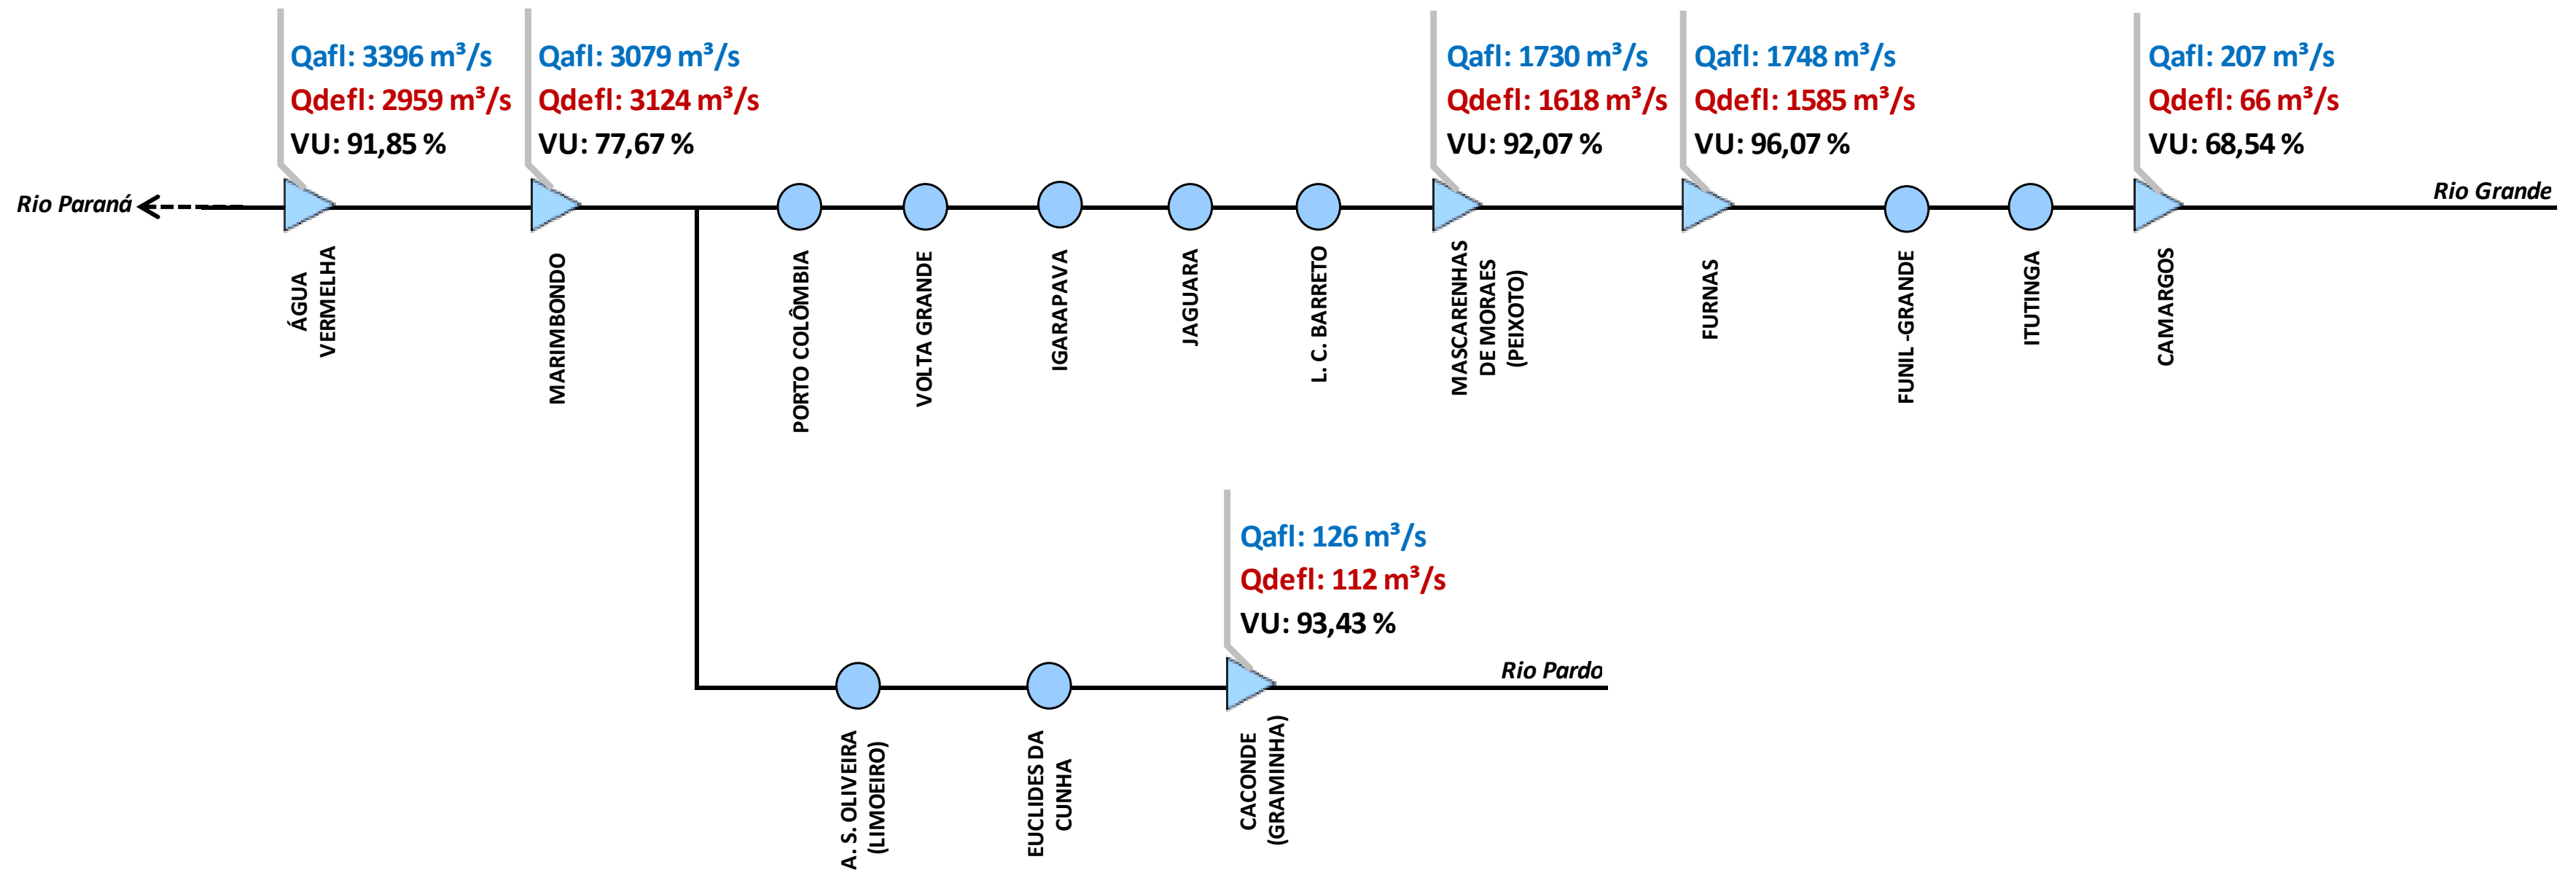 Qafl: 3396 m³/s
Qdefl: 2959 m³/s
VU: 91,85 %
Qafl: 3079 m³/s
Qdefl: 3124 m³/s
VU: 77,67 %
Qafl: 1730 m³/s
Qdefl: 1618 m³/s
VU: 92,07 %
Qafl: 1748 m³/s
Qdefl: 1585 m³/s
VU: 96,07 %
Qafl: 207 m³/s
Qdefl: 66 m³/s
VU: 68,54 %
Rio Paraná
Rio Grande
ÁGUA
VERMELHA
MARIMBONDO
PORTO COLÔMBIA
VOLTA GRANDE
IGARAPAVA
JAGUARA
L. C. BARRETO
MASCARENHAS
DE MORAES
(PEIXOTO)
FURNAS
FUNIL -GRANDE
ITUTINGA
CAMARGOS
Qafl: 126 m³/s
Qdefl: 112 m³/s
VU: 93,43 %
Rio Pardo
A. S. OLIVEIRA
(LIMOEIRO)
EUCLIDES DA
CUNHA
CACONDE
(GRAMINHA)